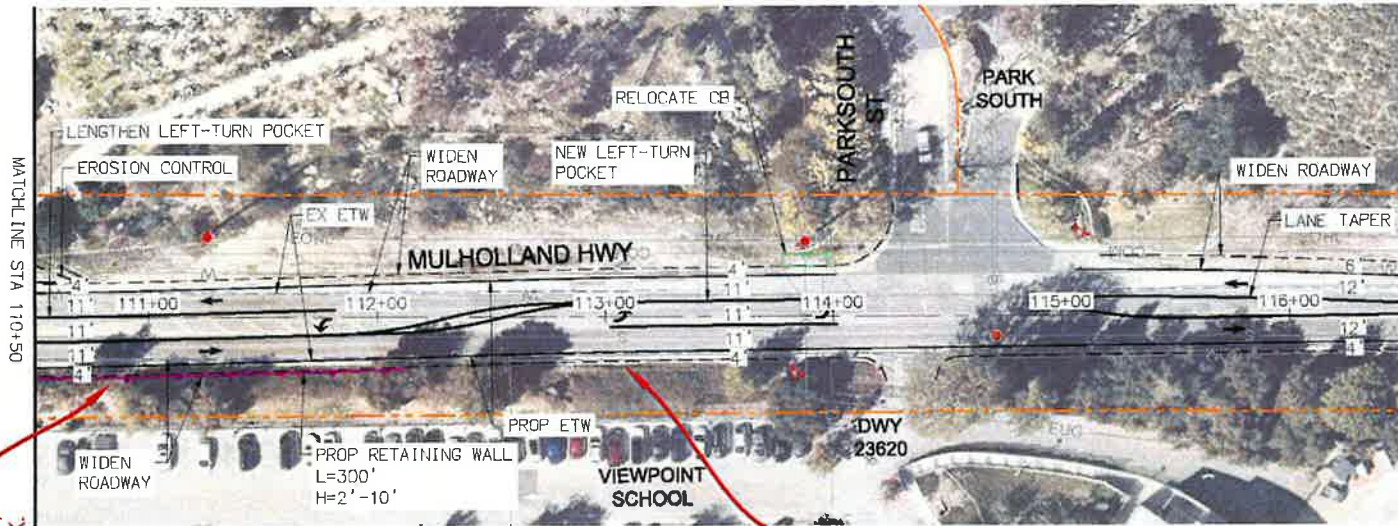 MATCHLINE STA 110+50
LENGTHEN LEFT-TURN POCKET
EROSION CONTROL
WIDEN
ROADWAY
EX ETW
NEW LEFT-TURN
POCKET
RELOCATE CB
PARKSOUTH
ST
PARK
SOUTH
WIDEN ROADWAY
LANE TAPER
MULHOLLAND HWY
4'
11'
11'
11'
4'
111+00
112+00
113+00
114+00
115+00
116+00
4'
11'
11'
11'
4'
6'
12'
12'
4'
WIDEN
ROADWAY
PROP RETAINING WALL
L=300'
H=2'-10'
PROP ETW
VIEWPOINT
SCHOOL
DWY
23620